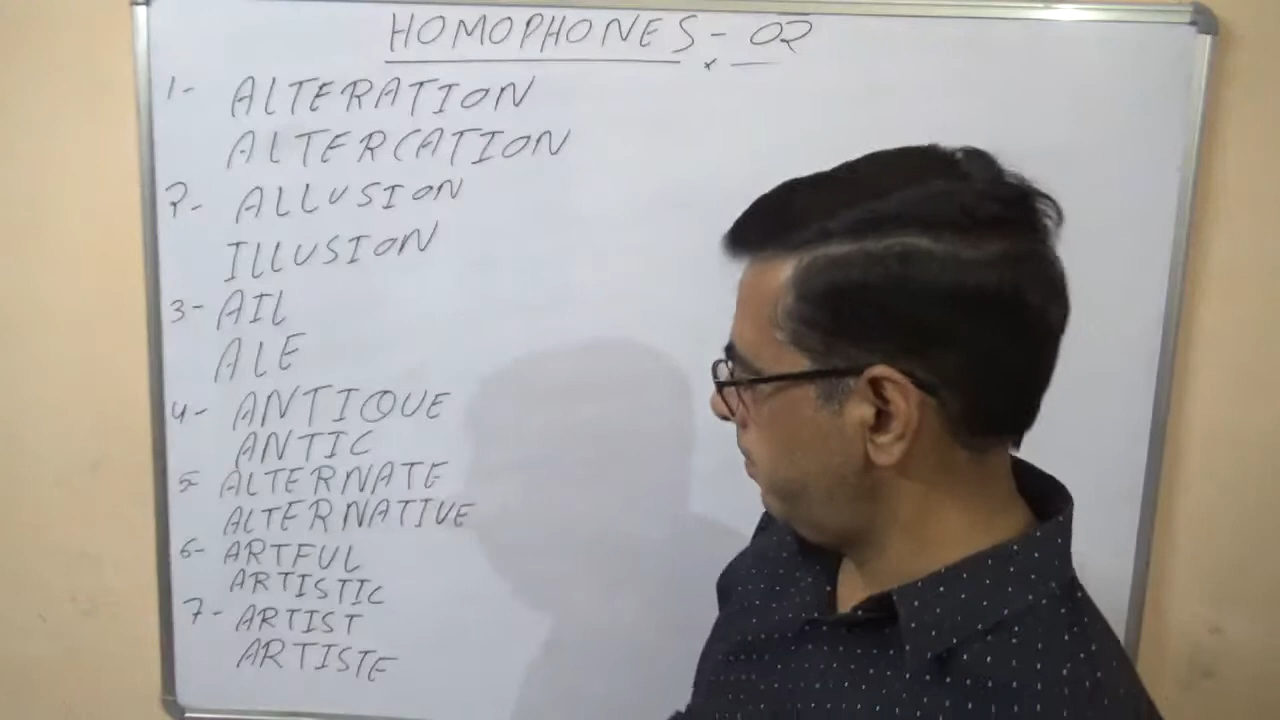 HOMOPHONES - 02
1- ALTERATION
ALTERCATION
2- ALLUSION
ILLUSION
3- AIL
ALE
4- ANTIQUE
ANTIC
5- ALTERNATE
ALTERNATIVE
6- ARTFUL
ARTISTIC
7- ARTIST
ARTISTE